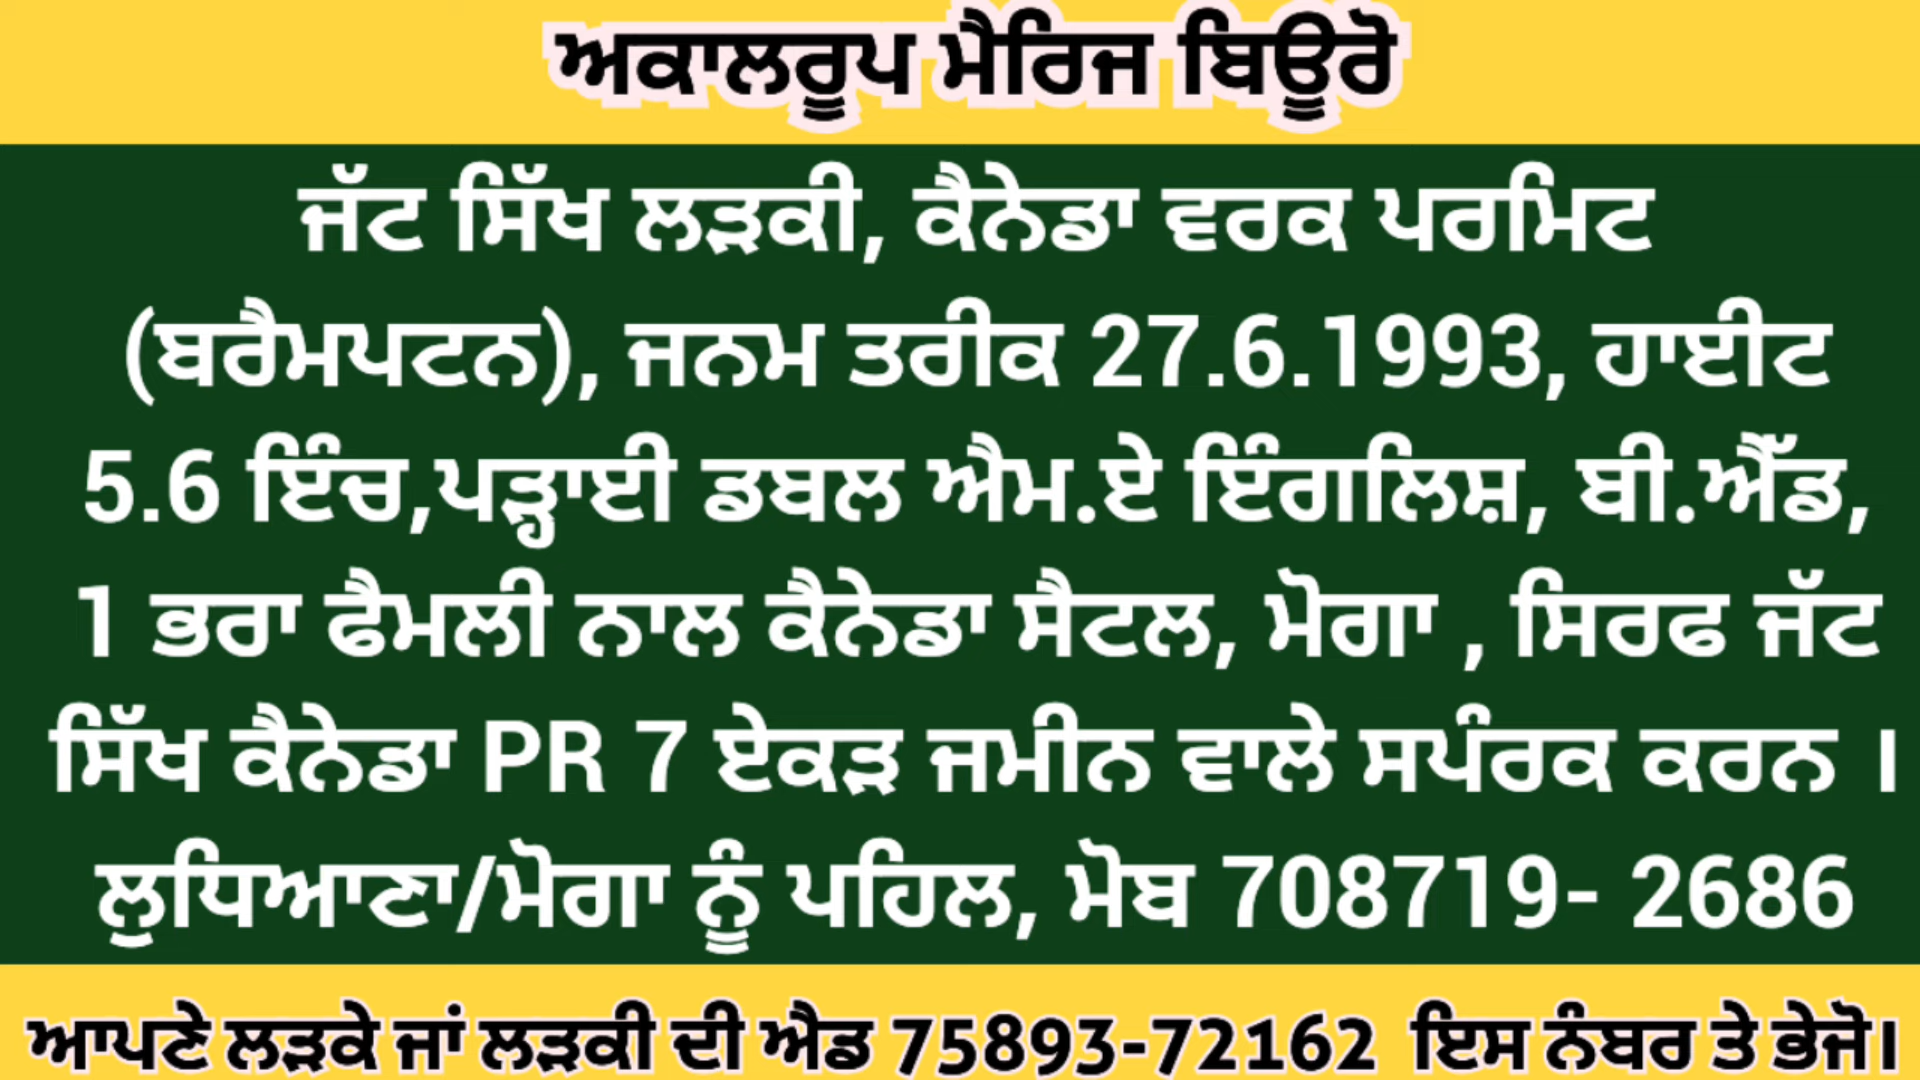 ਅਕਾਲਰੂਪ ਮੈਰਿਜ ਬਿਊਰੋ
ਜੱਟ ਸਿੱਖ ਲੜਕੀ, ਕੈਨੇਡਾ ਵਰਕ ਪਰਮਿਟ
(ਬਰੈਮਪਟਨ), ਜਨਮ ਤਰੀਕ 27.6.1993, ਹਾਈਟ
5.6 ਇੰਚ,ਪੜ੍ਹਾਈ ਡਬਲ ਐਮ.ਏ ਇੰਗਲਿਸ਼, ਬੀ.ਐੱਡ,
1 ਭਰਾ ਫੈਮਲੀ ਨਾਲ ਕੈਨੇਡਾ ਸੈਟਲ, ਮੋਗਾ , ਸਿਰਫ ਜੱਟ
ਸਿੱਖ ਕੈਨੇਡਾ PR 7 ਏਕੜ ਜਮੀਨ ਵਾਲੇ ਸਪੰਰਕ ਕਰਨ ।
ਲੁਧਿਆਣਾ/ਮੋਗਾ ਨੂੰ ਪਹਿਲ, ਮੋਬ 708719- 2686
ਆਪਣੇ ਲੜਕੇ ਜਾਂ ਲੜਕੀ ਦੀ ਐਡ 75893-72162 ਇਸ ਨੰਬਰ ਤੇ ਭੇਜੋ।